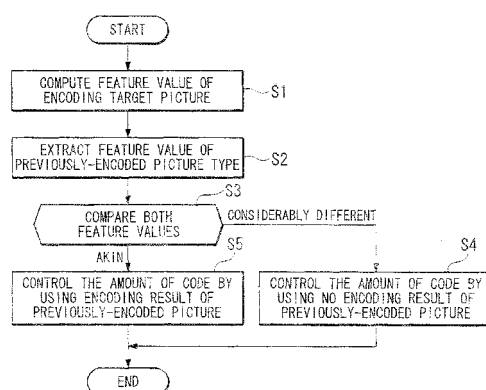 START
COMPUTE FEATURE VALUE OF
ENCODING TARGET PICTURE
S1
EXTRACT FEATURE VALUE OF
PREVIOUSLY-ENCODED PICTURE TYPE
S2
S3
COMPARE BOTH
FEATURE VALUES
CONSIDERABLY DIFFERENT
AKIN
S5
S4
CONTROL THE AMOUNT OF CODE BY
USING ENCODING RESULT OF
PREVIOUSLY-ENCODED PICTURE
CONTROL THE AMOUNT OF CODE BY
USING NO ENCODING RESULT OF
PREVIOUSLY-ENCODED PICTURE
END